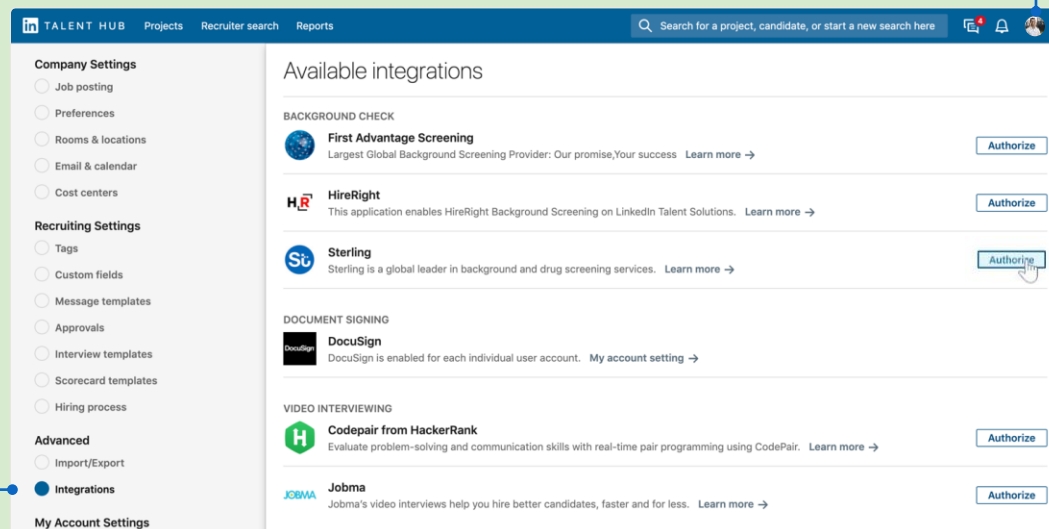 in TALENT HUB Projects Recruiter search Reports Search for a project, candidate, or start a new search here 4
Company Settings
Job posting
Preferences
Rooms & locations
Email & calendar
Cost centers
Recruiting Settings
Tags
Custom fields
Message templates
Approvals
Interview templates
Scorecard templates
Hiring process
Advanced
Import/Export
Integrations
My Account Settings
Available integrations
BACKGROUND CHECK
First Advantage Screening
Largest Global Background Screening Provider: Our promise,Your success Learn more →
Authorize
HR
HireRight
This application enables HireRight Background Screening on LinkedIn Talent Solutions. Learn more →
Authorize
St
Sterling
Sterling is a global leader in background and drug screening services. Learn more →
Authorize
DOCUMENT SIGNING
DocuSign
DocuSign
DocuSign is enabled for each individual user account. My account setting →
VIDEO INTERVIEWING
H
Codepair from HackerRank
Evaluate problem-solving and communication skills with real-time pair programming using CodePair. Learn more →
Authorize
JOBMA
Jobma
Jobma's video interviews help you hire better candidates, faster and for less. Learn more →
Authorize